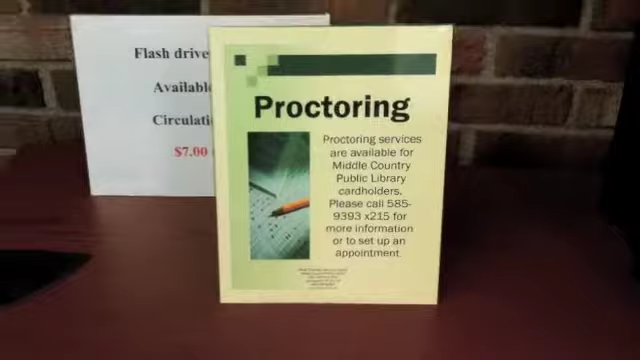 Flash drive
Available
Circulati
$7.00
Proctoring
Proctoring services
are available for
Middle Country
Public Library
cardholders.
Please call 585-
9393 x215 for
more information
or to set up an
appointment.